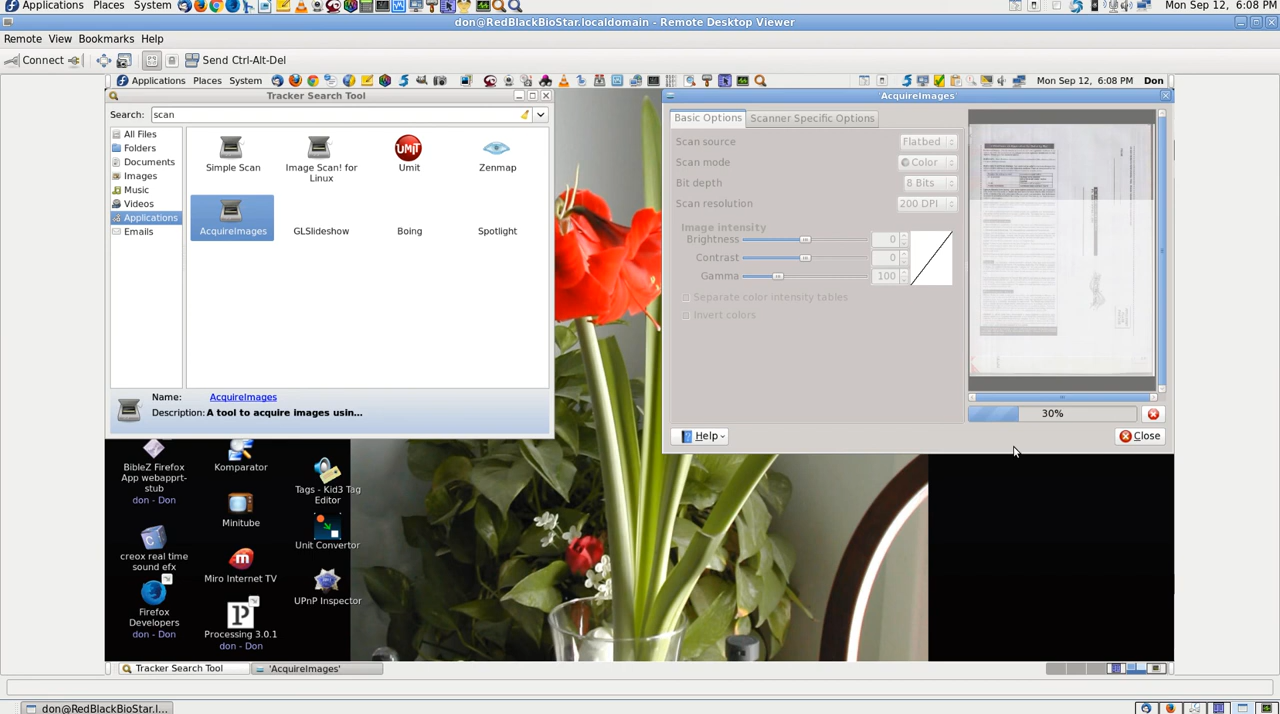 Applications Places System Mon Sep 12, 6:08 PM
don@RedBlackBioStar.localdomain - Remote Desktop Viewer
Remote View Bookmarks Help
Connect Send Ctrl-Alt-Del
Applications Places System Mon Sep 12, 6:08 PM Don
Tracker Search Tool
Search: scan
All Files
Folders
Documents
Images
Music
Videos
Applications
Emails
Simple Scan
Image Scan! for
Linux
Umit
Zenmap
AcquireImages
GLSlideshow
Boing
Spotlight
Name: AcquireImages
Description: A tool to acquire images usin...
'AcquireImages
Basic Options Scanner Specific Options
Scan source Flatbed
Scan mode Color
Bit depth 8 Bits
Scan resolution 200 DPI
Image intensity
Brightness 0
Contrast 0
Gamma 100
Separate color intensity tables
Invert colors
30%
Help Close
BibleZ Firefox
App webapprt-
stub
don - Don
Komparator
Tags - Kid3 Tag
Editor
Minitube
creox real time
sound efx
Unit Convertor
Miro Internet TV
UPnP Inspector
Firefox
Developers
don - Don
Processing 3.0.1
don - Don
Tracker Search Tool 'AcquireImages'
don@RedBlackBioStar.l...